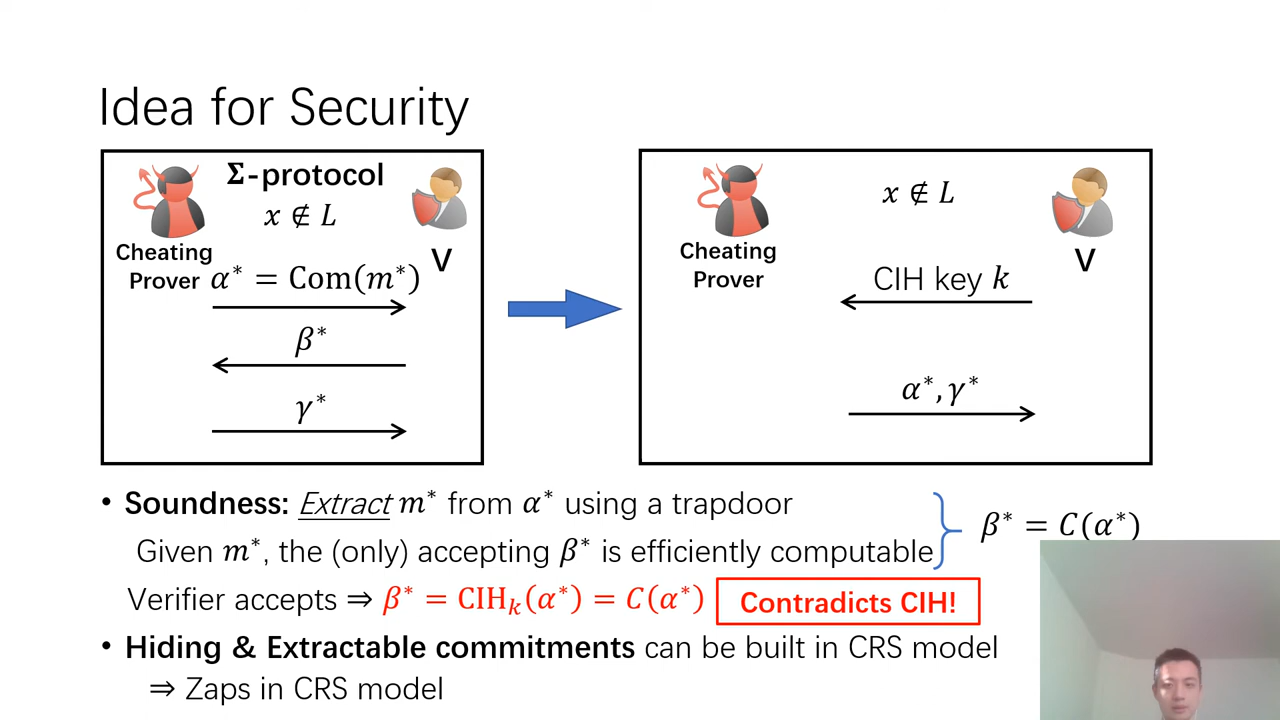 Idea for Security
Σ-protocol
x ∉ L
Cheating
Prover
V
α* = Com(m*)
β*
γ*
x ∉ L
Cheating
Prover
V
CIH key k
α*, γ*
• Soundness: Extract m* from α* using a trapdoor
Given m*, the (only) accepting β* is efficiently computable
β* = C(α*)
Verifier accepts ⇒ β* = CIHₖ(α*) = C(α*)
Contradicts CIH!
• Hiding & Extractable commitments can be built in CRS model
⇒ Zaps in CRS model